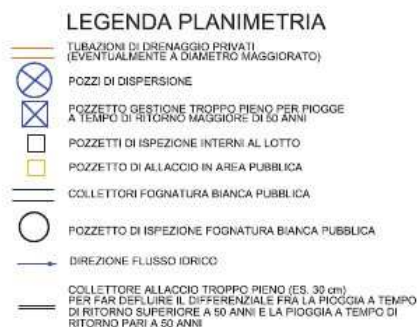 LEGENDA PLANIMETRIA
TUBAZIONI DI DRENAGGIO PRIVATI
(EVENTUALMENTE A DIAMETRO MAGGIORATO)
POZZI DI DISPERSIONE
POZZETTO GESTIONE TROPPO PIENO PER PIOGGE
A TEMPO DI RITORNO MAGGIORE DI 50 ANNI
POZZETTI DI ISPEZIONE INTERNI AL LOTTO
POZZETTO DI ALLACCIO IN AREA PUBBLICA
COLLETTORI FOGNATURA BIANCA PUBBLICA
POZZETTO DI ISPEZIONE FOGNATURA BIANCA PUBBLICA
DIREZIONE FLUSSO IDRICO
COLLETTORE ALLACCIO TROPPO PIENO (ES. 30 cm)
PER FAR DEFLUIRE IL DIFFERENZIALE FRA LA PIOGGIA A TEMPO
DI RITORNO SUPERIORE A 50 ANNI E LA PIOGGIA A TEMPO DI
RITORNO PARI A 50 ANNI